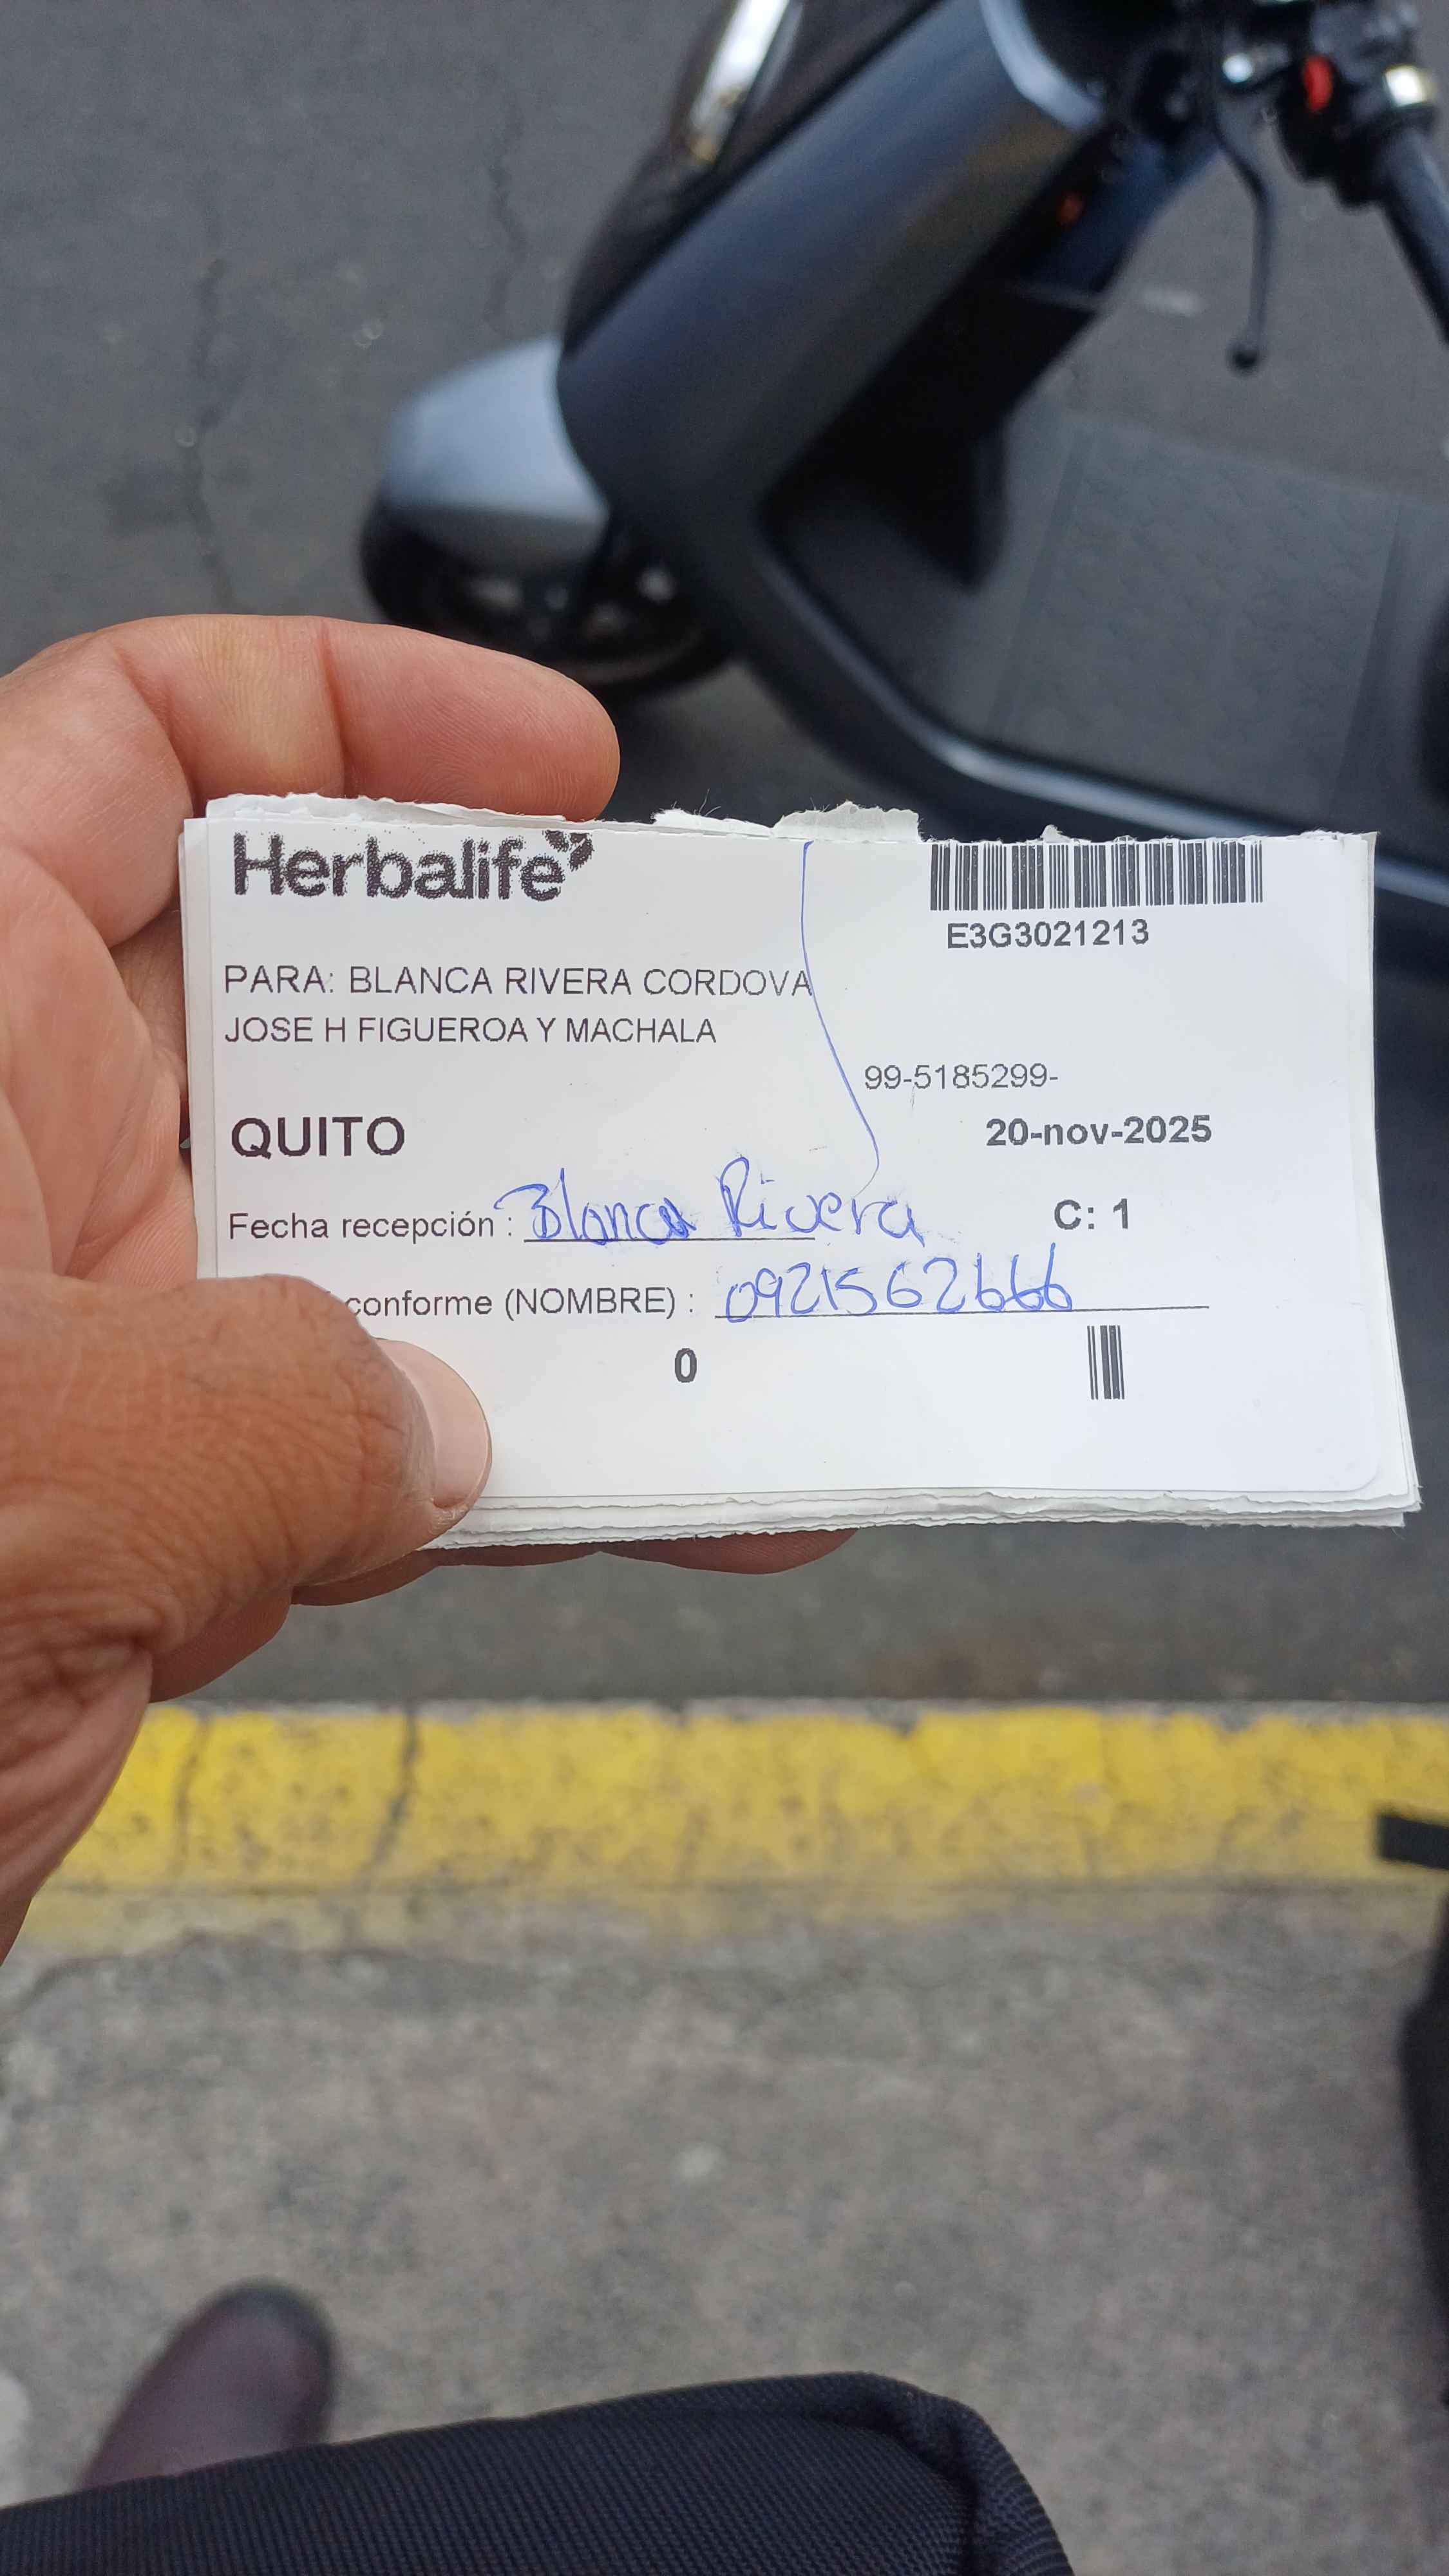 Herbalife
E3G3021213
PARA: BLANCA RIVERA CORDOVA
JOSE H FIGUEROA Y MACHALA
99-5185299-
QUITO
20-nov-2025
Fecha recepción : Blanca Rivera
C: 1
conforme (NOMBRE) : 0921562666
0